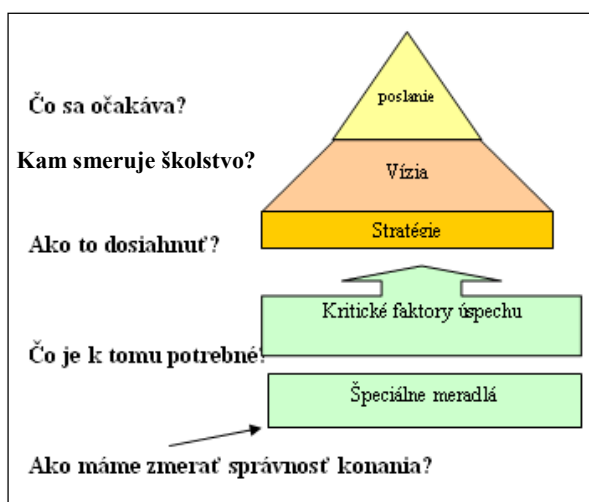 poslanie
Čo sa očakáva?
Kam smeruje školstvo?
Vízia
Stratégie
Ako to dosiahnuť?
Kritické faktory úspechu
Čo je k tomu potrebné?
Špeciálne meradlá
Ako máme zmerať správnosť konania?